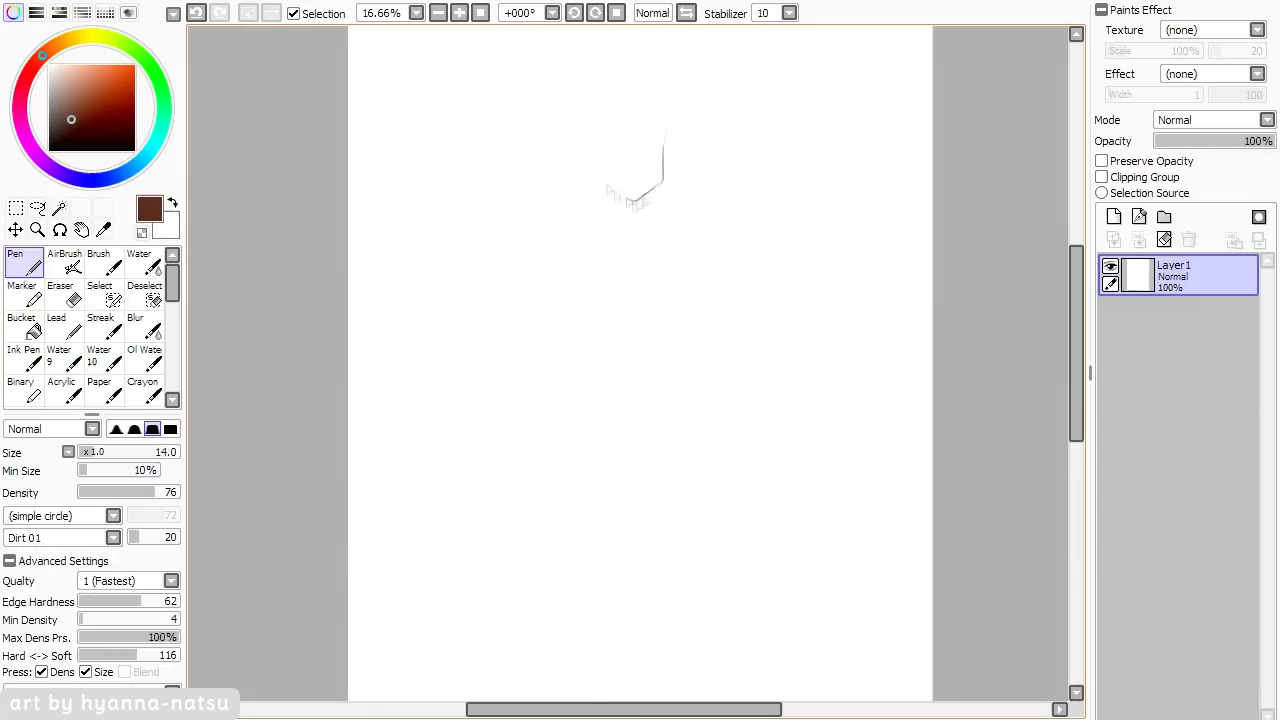 Selection 16.66% +000° Normal Stabilizer 10
Pen AirBrush Brush Water
Marker Eraser Select Deselect
Bucket Lead Streak Blur
Ink Pen Water 9 Water 10 Oil Wate
Binary Acrylic Paper Crayon
Normal
Size x1.0 14.0
Min Size 10%
Density 76
(simple circle) 72
Dirt 01 20
Advanced Settings
Qualty 1 (Fastest)
Edge Hardness 62
Min Density 4
Max Dens Prs. 100%
Hard <-> Soft 116
Press: Dens Size Blend
art by hyanna-natsu
Paints Effect
Texture (none)
Scale 100% 20
Effect (none)
Width 1 100
Mode Normal
Opacity 100%
Preserve Opacity
Clipping Group
Selection Source
Layer1
Normal
100%